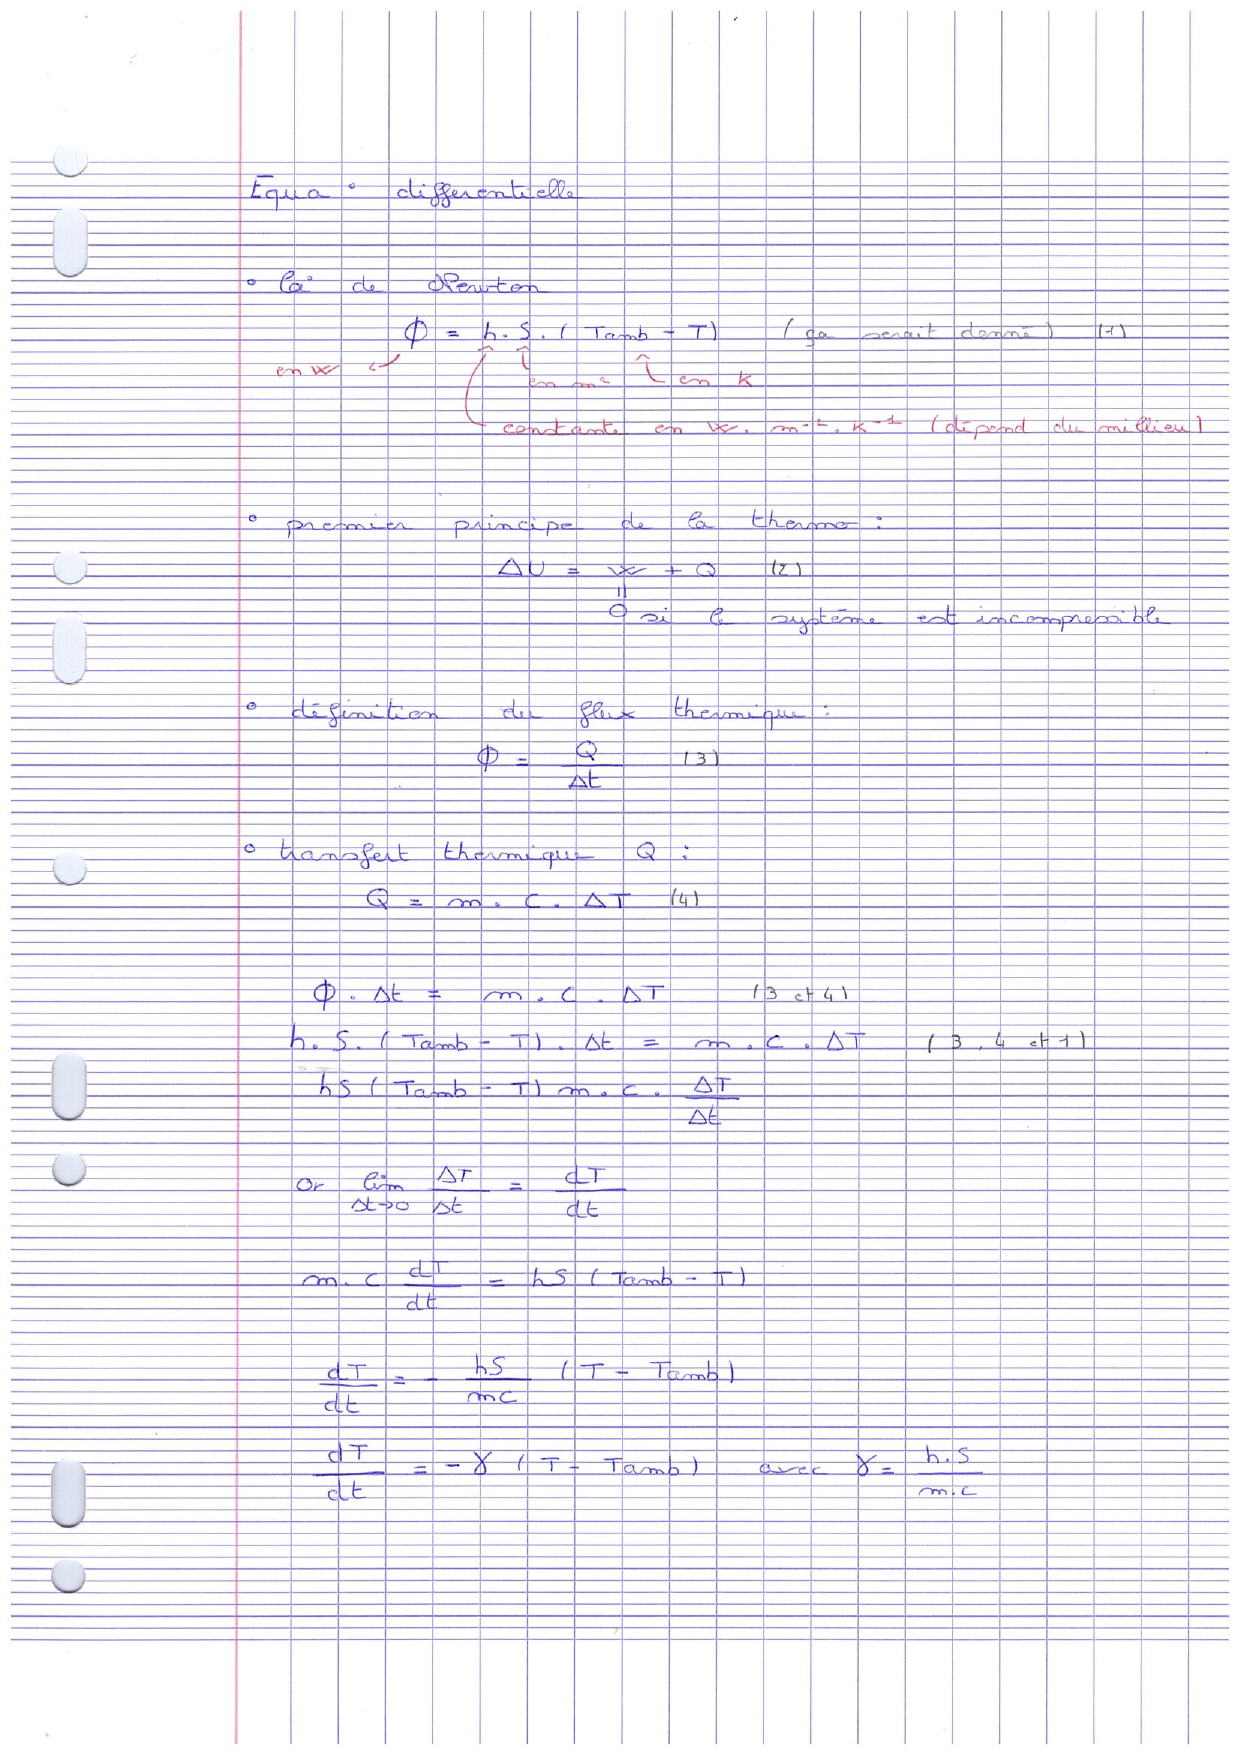 Equa° differentielle
° loi de Newton
Φ = h.S.(Tamb - T) (ça serait donné) (1)
en W
en m² en K
constante en W.m⁻².K⁻¹ (dépend du millieu)
° premier principe de la thermo :
ΔU = W + Q (2)
=
0 si le système est incompressible
° définition du flux thermique :
Φ = Q/Δt (3)
° transfert thermique Q :
Q = m.C.ΔT (4)
Φ.Δt = m.C.ΔT (3 et 4)
h.S.(Tamb - T).Δt = m.C.ΔT (3, 4 et 1)
hS(Tamb - T) m.c.ΔT/Δt
Or lim Δt→0 ΔT/Δt = dT/dt
m.C dT/dt = hS(Tamb - T)
dT/dt = - hS/mC (T - Tamb)
dT/dt = - γ (T - Tamb) avec γ = h.S/m.C